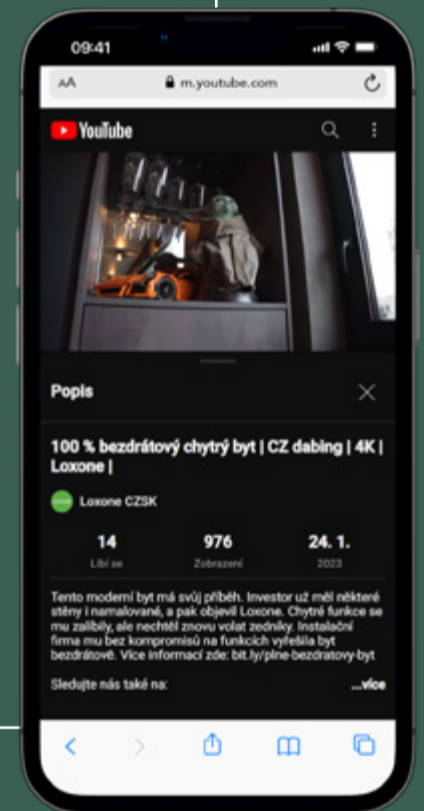 09:41
AA m.youtube.com
YouTube
Popis
100 % bezdrátový chytrý byt | CZ dabing | 4K |
Loxone |
Loxone CZSK
14 976 24. 1.
Líbí se Zobrazení 2023
Tento moderní byt má svůj příběh. Investor už měl některé
stěny i namalované, a pak objevil Loxone. Chytré funkce se
mu zalíbily, ale nechtěl znovu volat zedníky. Instalační
firma mu bez kompromisů na funkcích vyřešila byt
bezdrátově. Více informací zde: bit.ly/plne-bezdratovy-byt
Sledujte nás také na: ...více